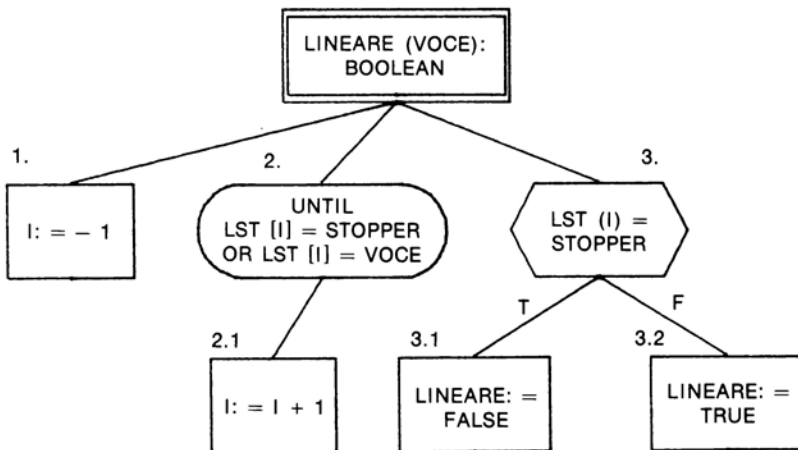 LINEARE (VOCE):
BOOLEAN
1.
2.
3.
I: = – 1
UNTIL
LST [I] = STOPPER
OR LST [I] = VOCE
LST (I) =
STOPPER
T
F
2.1
3.1
3.2
I: = I + 1
LINEARE: =
FALSE
LINEARE: =
TRUE